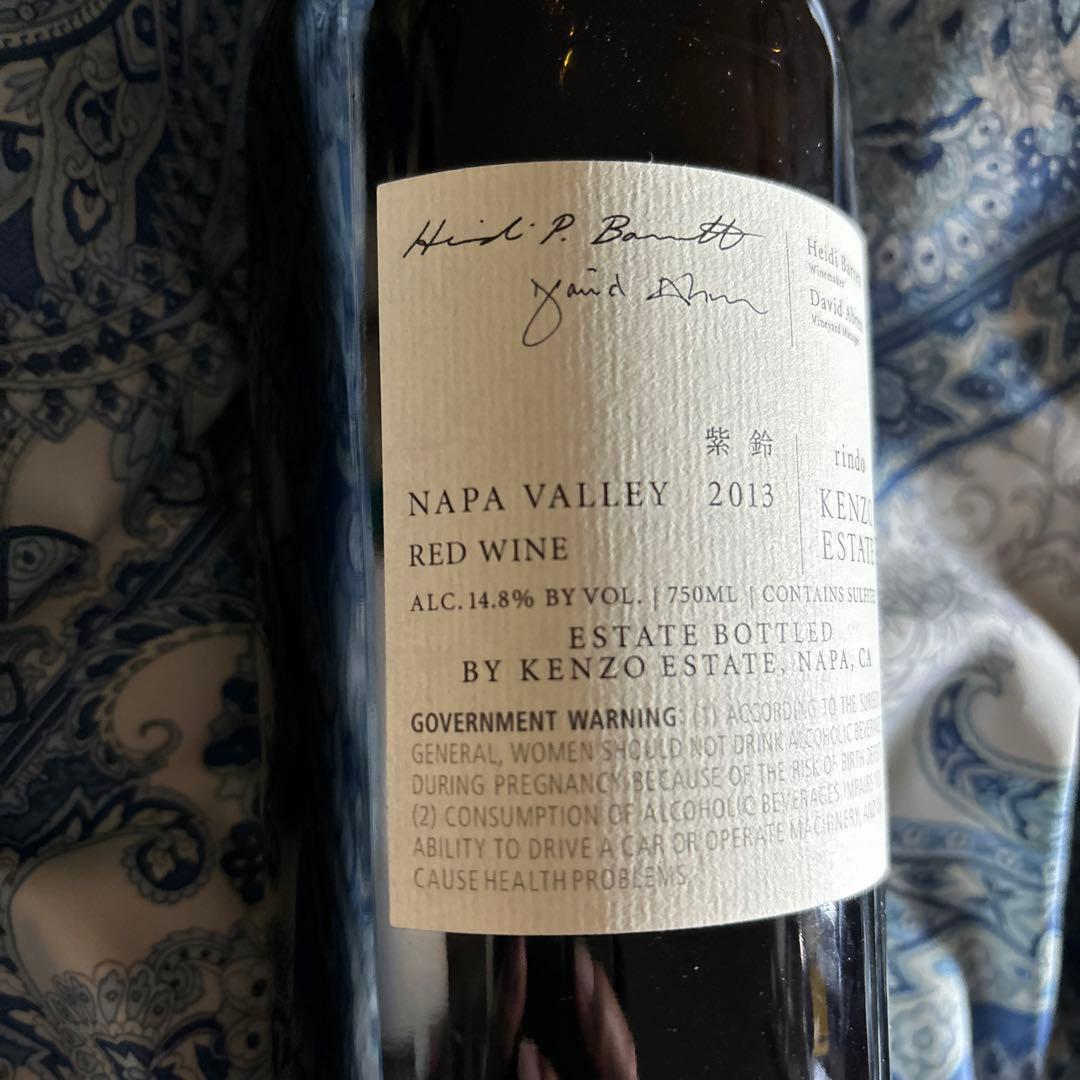 Heidi P. Barrett
David Abreu
Heidi Barrett
Winemaker
David Abreu
Vineyard Manager
紫鈴
rindo
NAPA VALLEY 2013
KENZO
RED WINE
ESTATE
ALC. 14.8% BY VOL. | 750ML | CONTAINS SULFITES
ESTATE BOTTLED
BY KENZO ESTATE, NAPA, CA
GOVERNMENT WARNING: (1) ACCORDING TO THE
GENERAL, WOMEN SHOULD NOT DRINK ALCOHOLIC
DURING PREGNANCY BECAUSE OF THE RISK OF BIRTH
(2) CONSUMPTION OF ALCOHOLIC BEVERAGES IMPAIRS
ABILITY TO DRIVE A CAR OR OPERATE MACHINERY, AND
CAUSE HEALTH PROBLEMS.